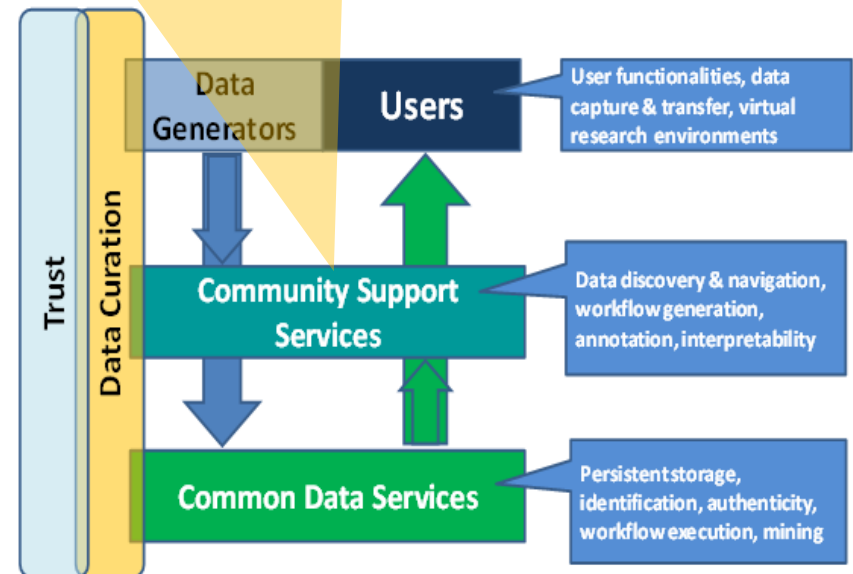 Trust
Data Curation
Data
Generators
Users
User functionalities, data
capture & transfer, virtual
research environments
Community Support
Services
Data discovery & navigation,
workflow generation,
annotation, interpretability
Common Data Services
Persistent storage,
identification, authenticity,
workflow execution, mining